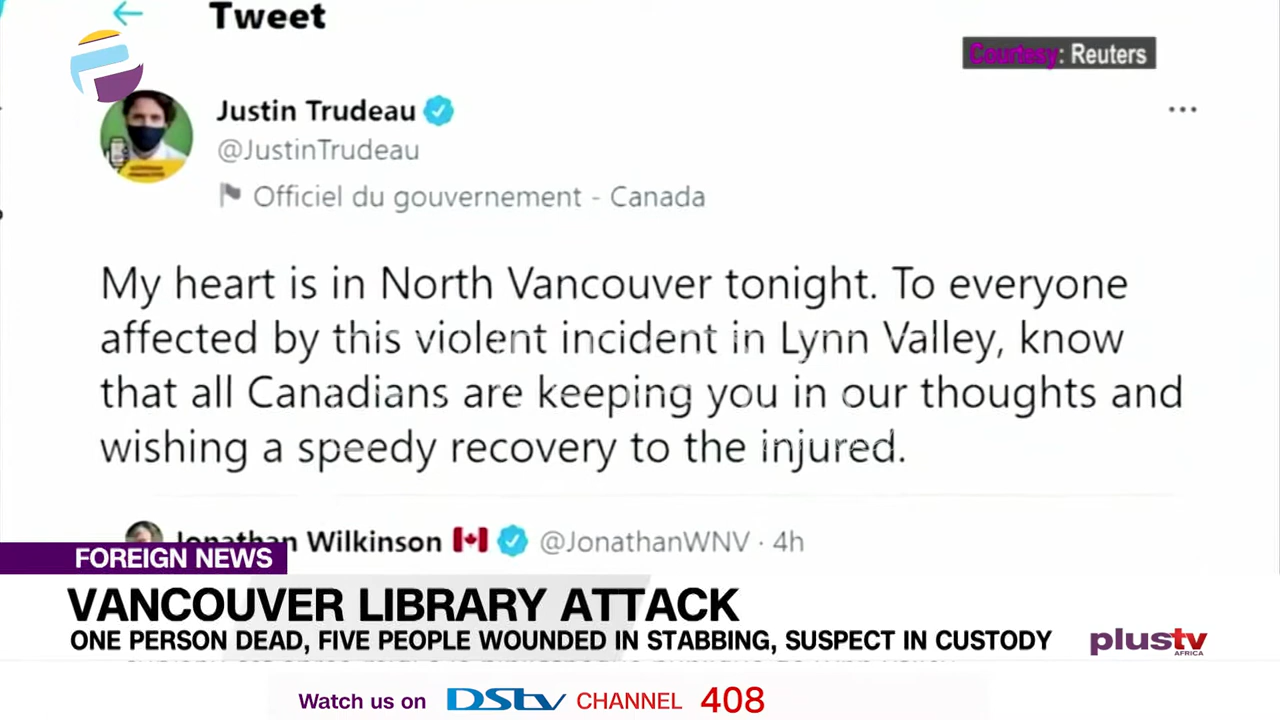 Tweet
Courtesy: Reuters
Justin Trudeau
@JustinTrudeau
Officiel du gouvernement - Canada
My heart is in North Vancouver tonight. To everyone
affected by this violent incident in Lynn Valley, know
that all Canadians are keeping you in our thoughts and
wishing a speedy recovery to the injured.
Jonathan Wilkinson @JonathanWNV · 4h
FOREIGN NEWS
VANCOUVER LIBRARY ATTACK
ONE PERSON DEAD, FIVE PEOPLE WOUNDED IN STABBING, SUSPECT IN CUSTODY
plustv
AFRICA
Watch us on DStv CHANNEL 408